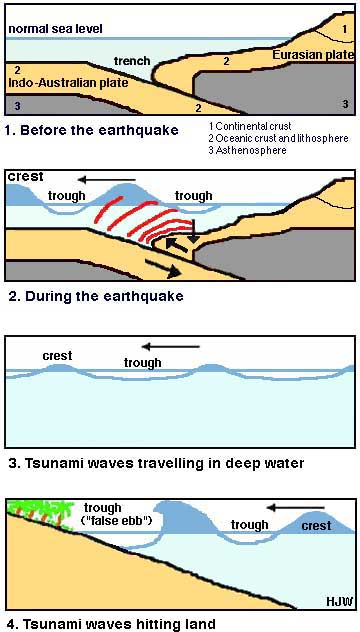 normal sea level
1
trench
2
Eurasian plate
2
Indo-Australian plate
3
2
3
1. Before the earthquake
1 Continental crust
2 Oceanic crust and lithosphere
3 Asthenosphere
crest
trough
trough
2. During the earthquake
crest
trough
3. Tsunami waves travelling in deep water
trough
("false ebb")
trough
crest
HJW
4. Tsunami waves hitting land